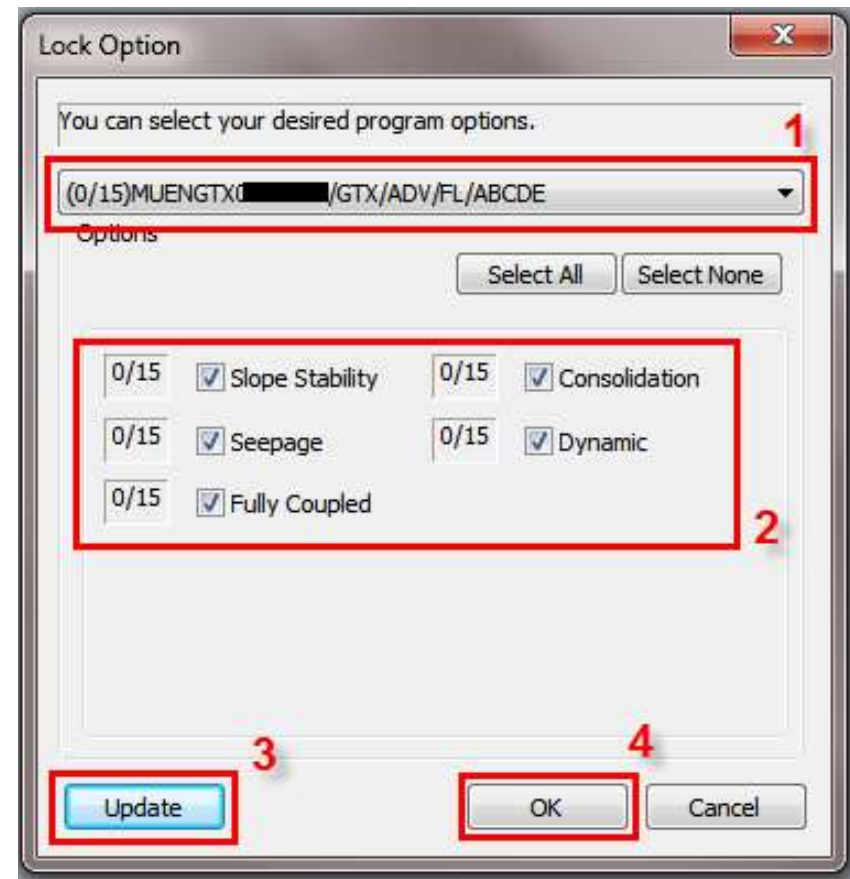 Lock Option
You can select your desired program options.
1
(0/15)MUENGTX /GTX/ADV/FL/ABCDE
Options
Select All Select None
0/15 Slope Stability 0/15 Consolidation
0/15 Seepage 0/15 Dynamic
0/15 Fully Coupled
2
3 4
Update OK Cancel